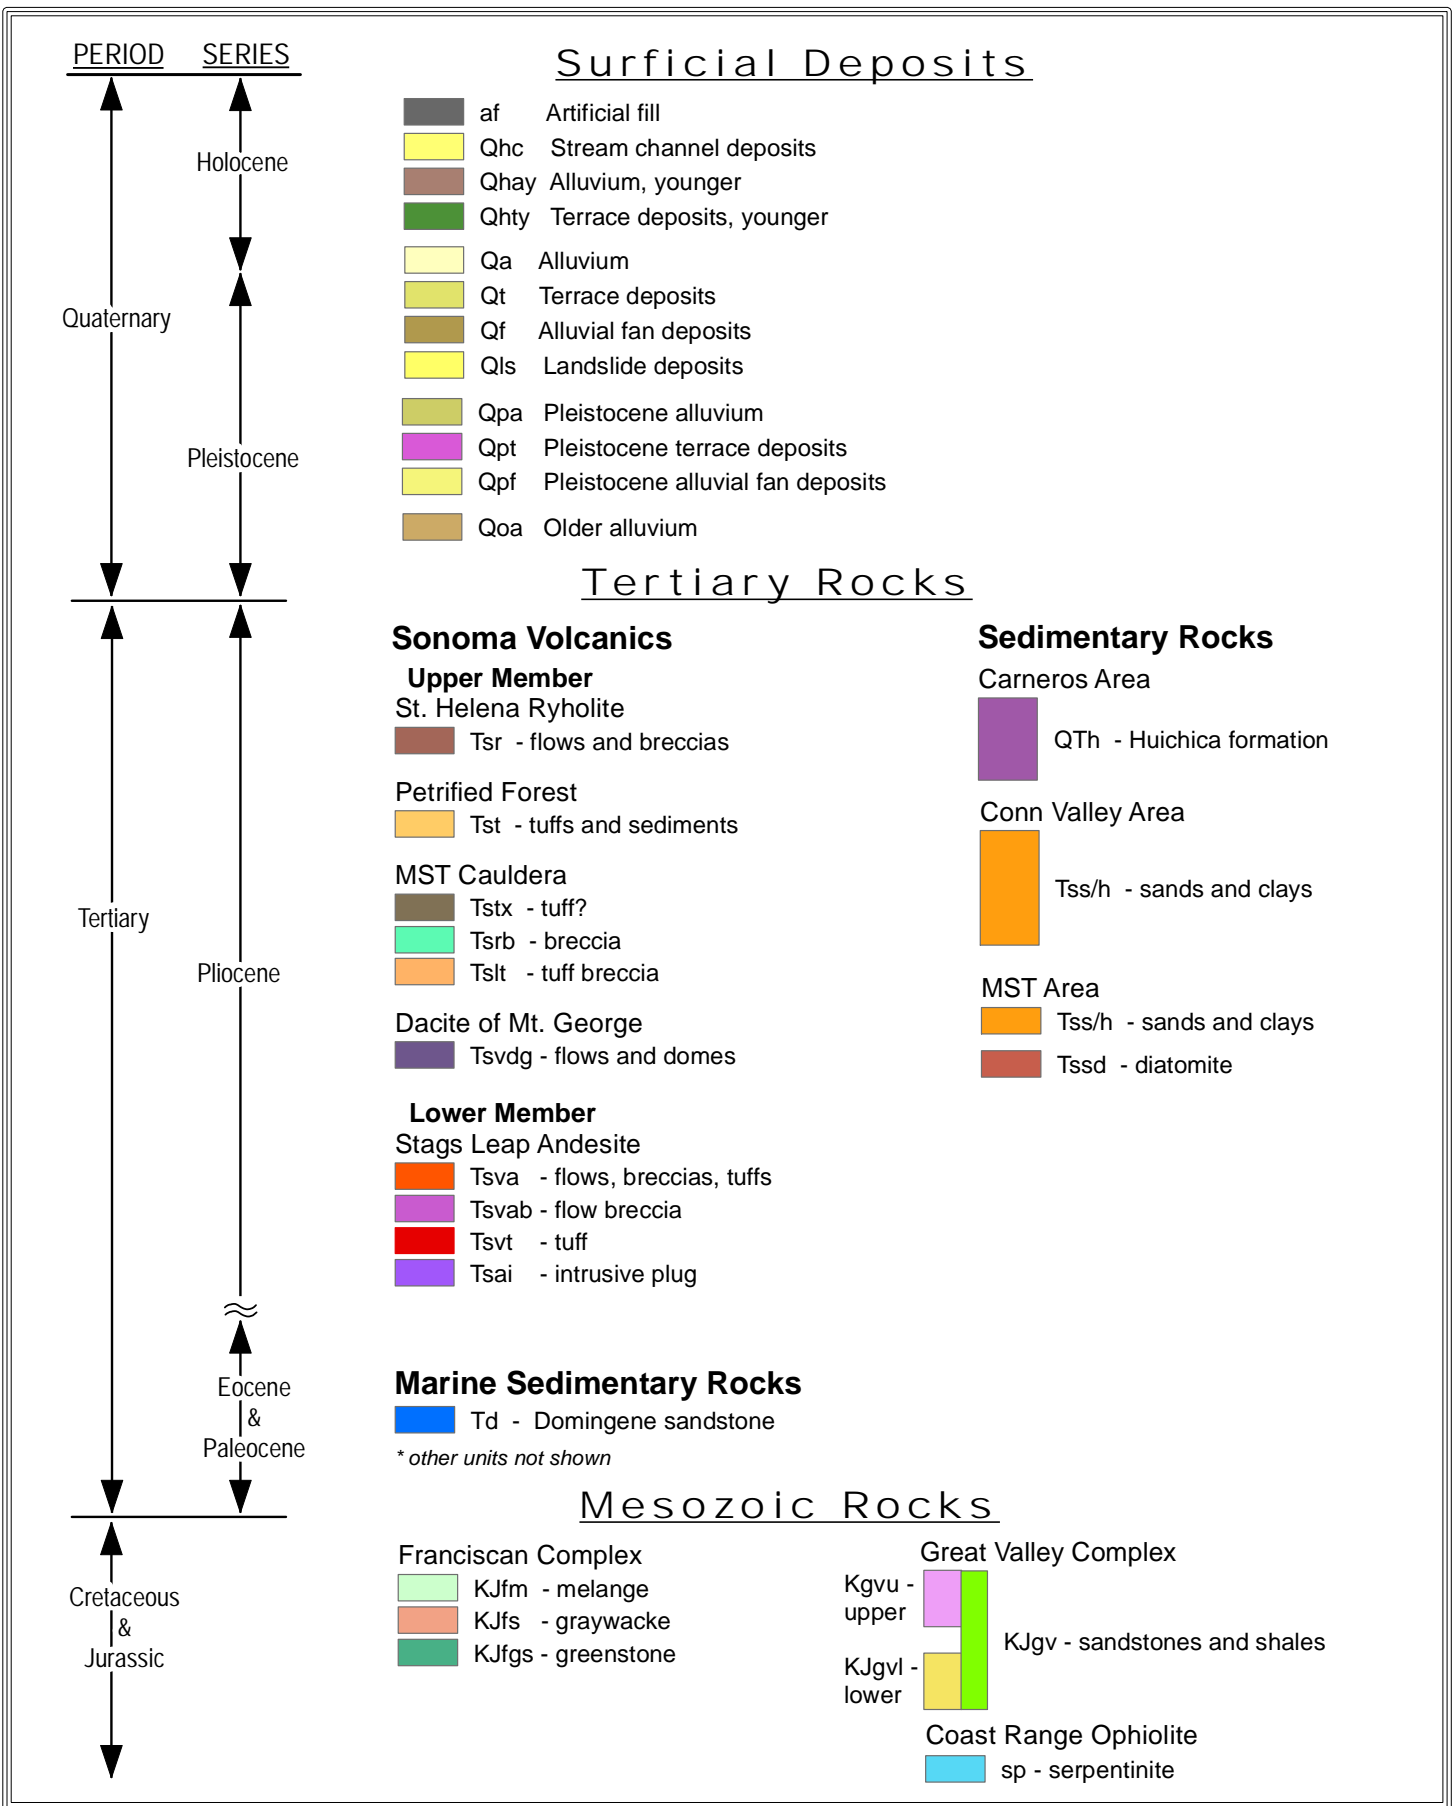 PERIOD SERIES
Quaternary
Holocene
Pleistocene
Tertiary
Pliocene
Eocene
&
Paleocene
Cretaceous
&
Jurassic
Surficial Deposits
af Artificial fill
Qhc Stream channel deposits
Qhay Alluvium, younger
Qhty Terrace deposits, younger
Qa Alluvium
Qt Terrace deposits
Qf Alluvial fan deposits
Qls Landslide deposits
Qpa Pleistocene alluvium
Qpt Pleistocene terrace deposits
Qpf Pleistocene alluvial fan deposits
Qoa Older alluvium
Tertiary Rocks
Sonoma Volcanics
Upper Member
St. Helena Ryholite
Tsr - flows and breccias
Petrified Forest
Tst - tuffs and sediments
MST Cauldera
Tstx - tuff?
Tsrb - breccia
Tslt - tuff breccia
Dacite of Mt. George
Tsvdg - flows and domes
Lower Member
Stags Leap Andesite
Tsva - flows, breccias, tuffs
Tsvab - flow breccia
Tsvt - tuff
Tsai - intrusive plug
Sedimentary Rocks
Carneros Area
QTh - Huichica formation
Conn Valley Area
Tss/h - sands and clays
MST Area
Tss/h - sands and clays
Tssd - diatomite
Marine Sedimentary Rocks
Td - Domingene sandstone
* other units not shown
Mesozoic Rocks
Franciscan Complex
KJfm - melange
KJfs - graywacke
KJfgs - greenstone
Great Valley Complex
Kgvu -
upper
KJgv - sandstones and shales
KJgvl -
lower
Coast Range Ophiolite
sp - serpentinite